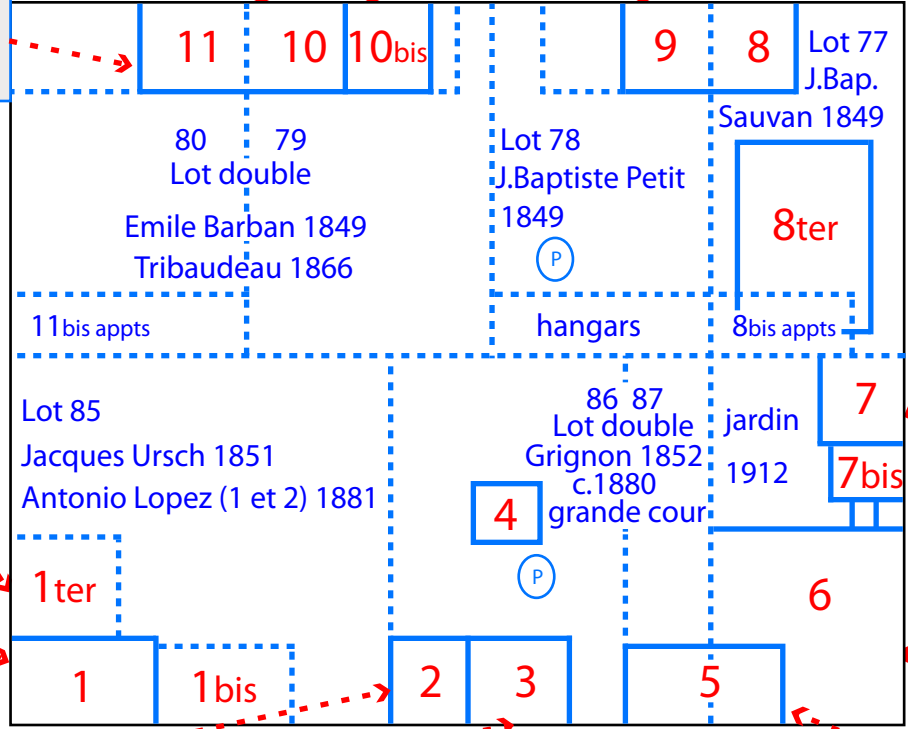 11
10
10bis
9
8
Lot 77
J.Bap.
Sauvan 1849
80 79
Lot double
Emile Barban 1849
Tribaudeau 1866
Lot 78
J.Baptiste Petit
1849
P
8ter
11bis appts
hangars
8bis appts
Lot 85
Jacques Ursch 1851
Antonio Lopez (1 et 2) 1881
86 87
Lot double
Grignon 1852
c.1880
grande cour
jardin
1912
7
7bis
4
P
6
1ter
1
1bis
2
3
5